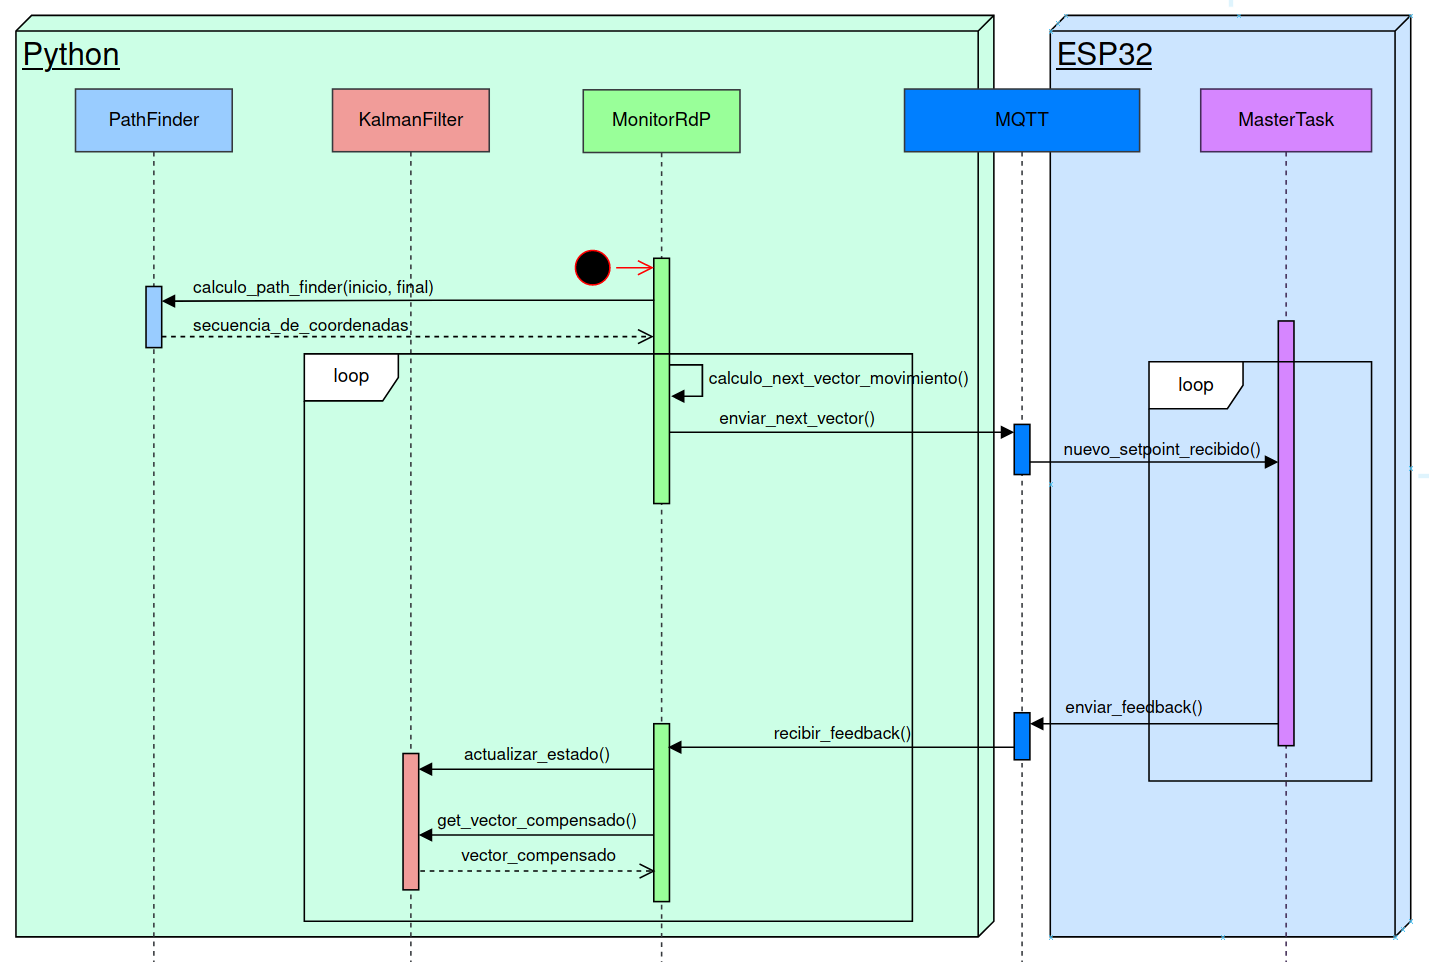 Python
ESP32
PathFinder
KalmanFilter
MonitorRdP
MQTT
MasterTask
calculo_path_finder(inicio, final)
secuencia_de_coordenadas
loop
calculo_next_vector_movimiento()
loop
enviar_next_vector()
nuevo_setpoint_recibido()
enviar_feedback()
recibir_feedback()
actualizar_estado()
get_vector_compensado()
vector_compensado